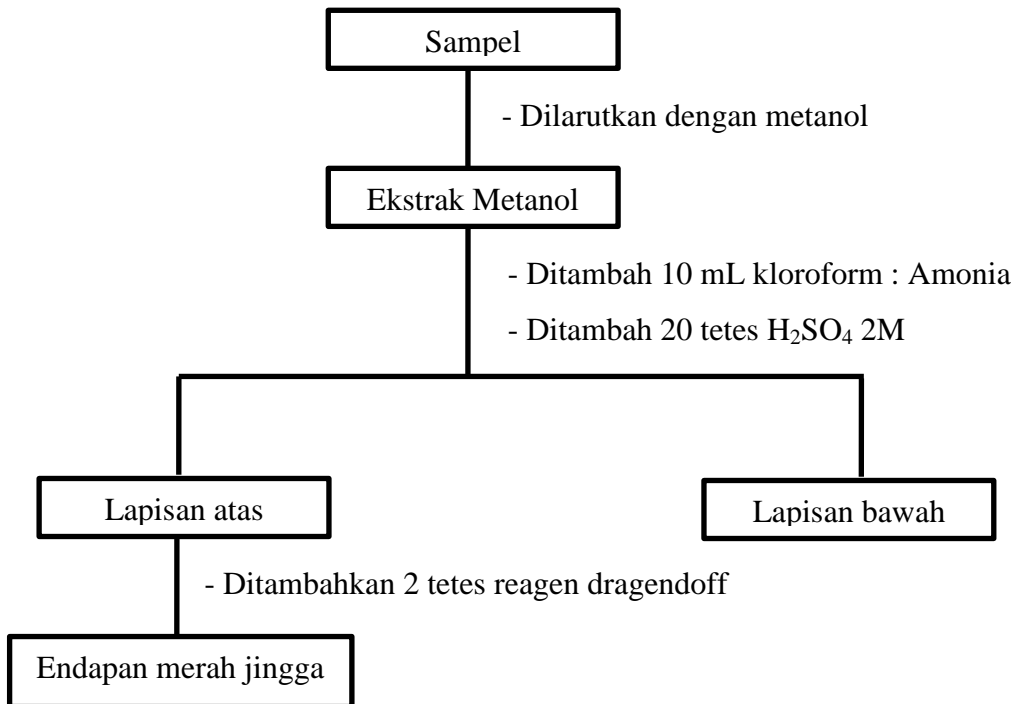 Sampel
- Dilarutkan dengan metanol
Ekstrak Metanol
- Ditambah 10 mL kloroform : Amonia
- Ditambah 20 tetes H₂SO₄ 2M
Lapisan atas
Lapisan bawah
- Ditambahkan 2 tetes reagen dragendoff
Endapan merah jingga